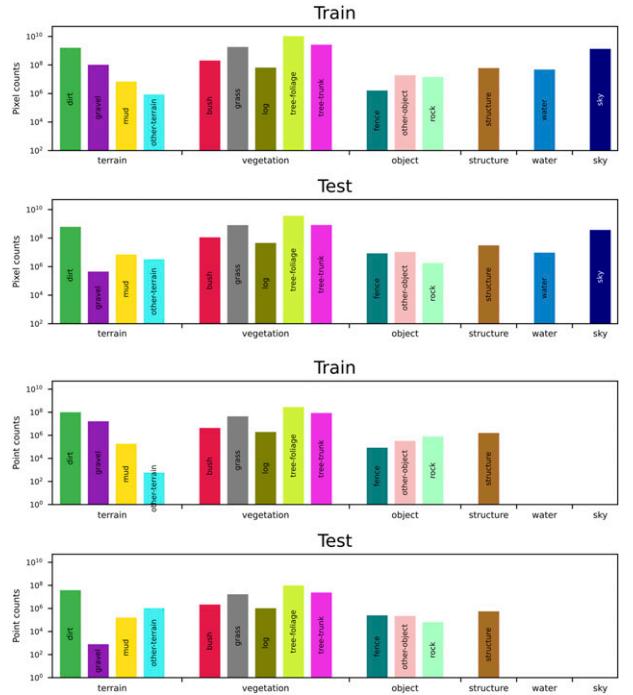 Train
Pixel counts
10^10
10^8
10^6
10^4
10^2
dirt
gravel
mud
other-terrain
bush
grass
log
tree-foliage
tree-trunk
fence
other-object
rock
structure
water
sky
terrain vegetation object structure water sky
Test
Pixel counts
10^10
10^8
10^6
10^4
10^2
dirt
gravel
mud
other-terrain
bush
grass
log
tree-foliage
tree-trunk
fence
other-object
rock
structure
water
sky
terrain vegetation object structure water sky
Train
Point counts
10^10
10^8
10^6
10^4
10^2
10^0
dirt
gravel
mud
other-terrain
bush
grass
log
tree-foliage
tree-trunk
fence
other-object
rock
structure
terrain vegetation object structure water sky
Test
Point counts
10^10
10^8
10^6
10^4
10^2
10^0
dirt
gravel
mud
other-terrain
bush
grass
log
tree-foliage
tree-trunk
fence
other-object
rock
structure
terrain vegetation object structure water sky